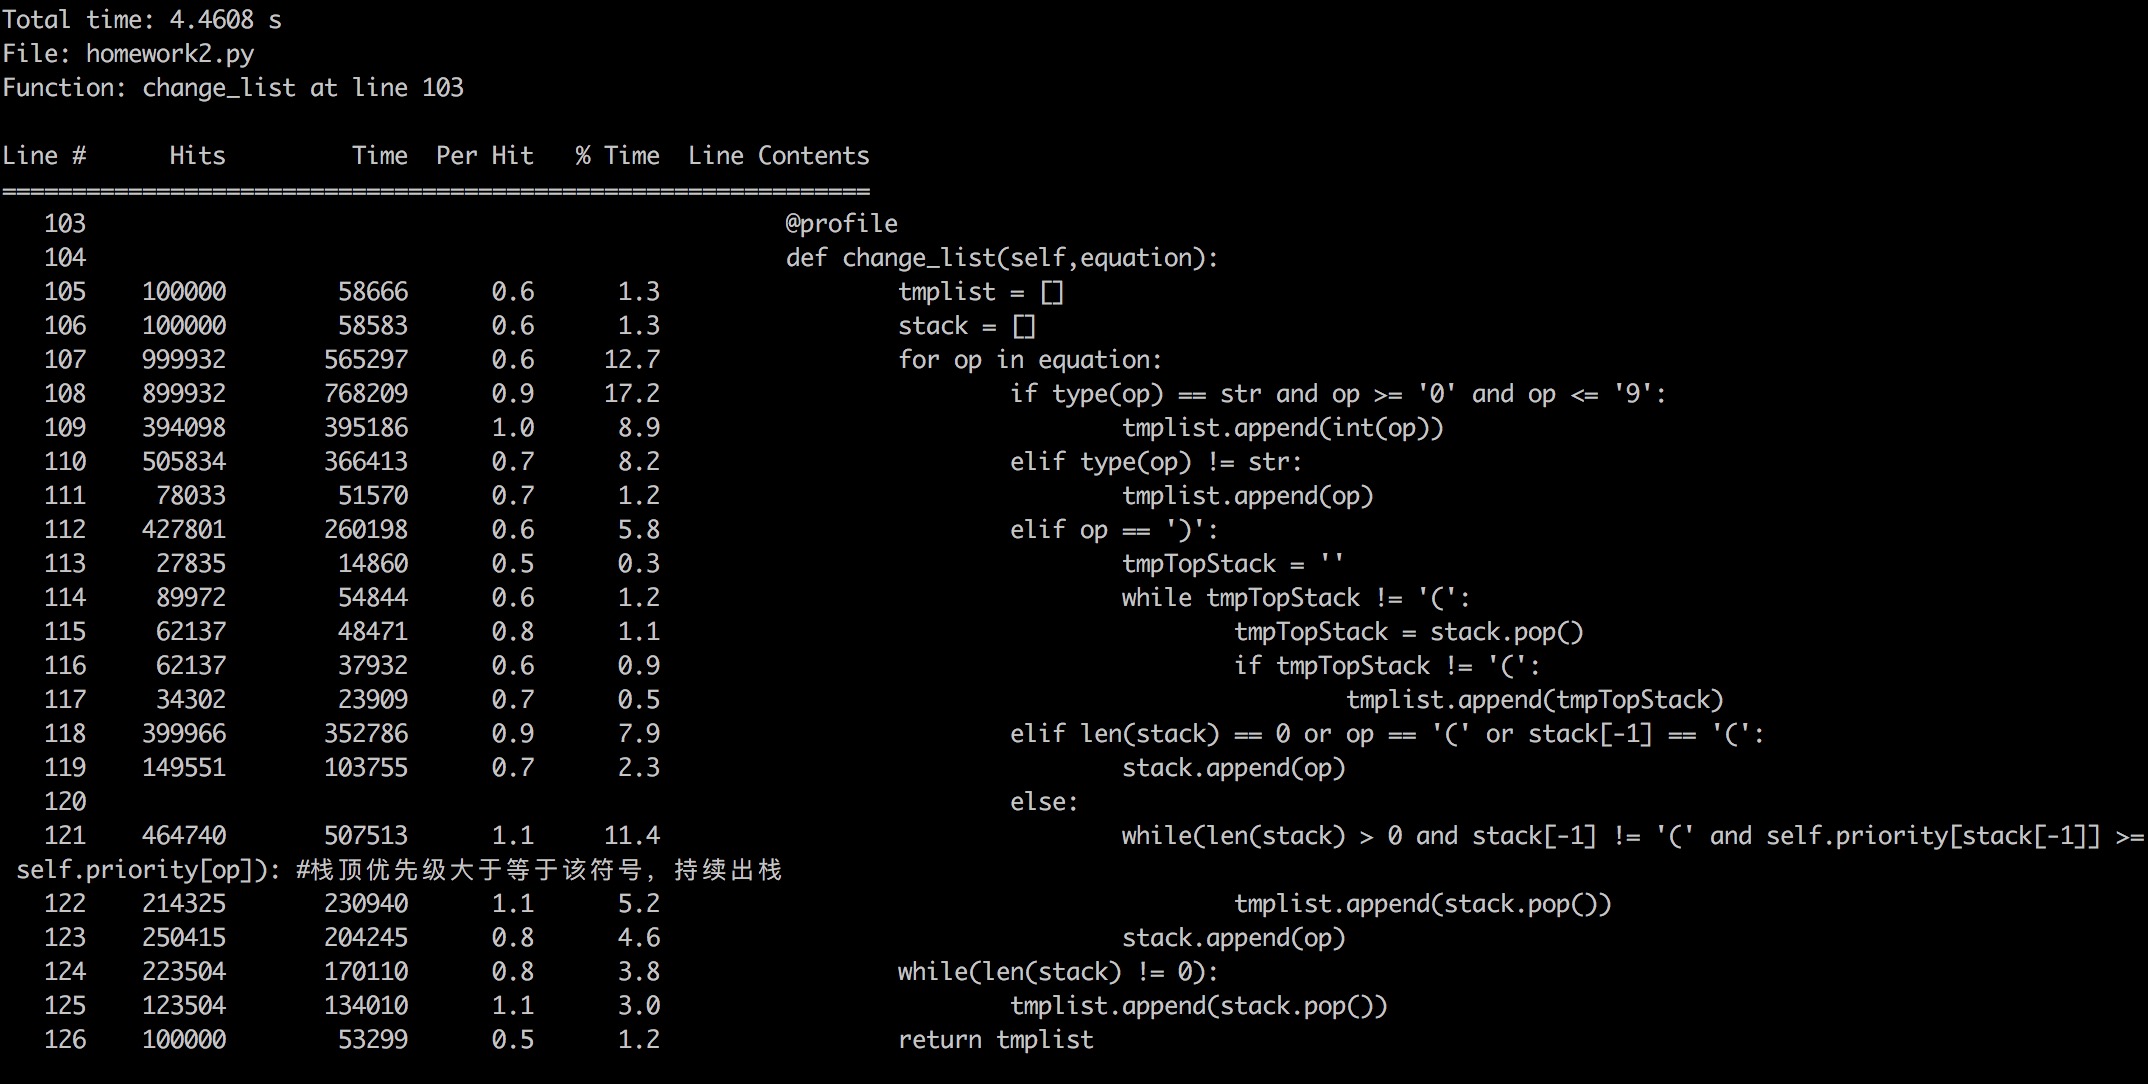 Total time: 4.4608 s
File: homework2.py
Function: change_list at line 103

Line #      Hits         Time  Per Hit   % Time  Line Contents
==============================================================
   103                                                  @profile
   104                                                  def change_list(self,equation):
   105    100000        58666      0.6      1.3                 tmplist = []
   106    100000        58583      0.6      1.3                 stack = []
   107    999932       565297      0.6     12.7                 for op in equation:
   108    899932       768209      0.9     17.2                         if type(op) == str and op >= '0' and op <= '9':
   109    394098       395186      1.0      8.9                                 tmplist.append(int(op))
   110    505834       366413      0.7      8.2                         elif type(op) != str:
   111     78033        51570      0.7      1.2                                 tmplist.append(op)
   112    427801       260198      0.6      5.8                         elif op == ')':
   113     27835        14860      0.5      0.3                                 tmpTopStack = ''
   114     89972        54844      0.6      1.2                                 while tmpTopStack != '(':
   115     62137        48471      0.8      1.1                                         tmpTopStack = stack.pop()
   116     62137        37932      0.6      0.9                                         if tmpTopStack != '(':
   117     34302        23909      0.7      0.5                                                 tmplist.append(tmpTopStack)
   118    399966       352786      0.9      7.9                         elif len(stack) == 0 or op == '(' or stack[-1] == '(':
   119    149551       103755      0.7      2.3                                 stack.append(op)
   120                                                                  else:
   121    464740       507513      1.1     11.4                                 while(len(stack) > 0 and stack[-1] != '(' and self.priority[stack[-1]] >=
 self.priority[op]): #栈顶优先级大于等于该符号，持续出栈
   122    214325       230940      1.1      5.2                                         tmplist.append(stack.pop())
   123    250415       204245      0.8      4.6                                 stack.append(op)
   124    223504       170110      0.8      3.8                 while(len(stack) != 0):
   125    123504       134010      1.1      3.0                         tmplist.append(stack.pop())
   126    100000        53299      0.5      1.2                 return tmplist